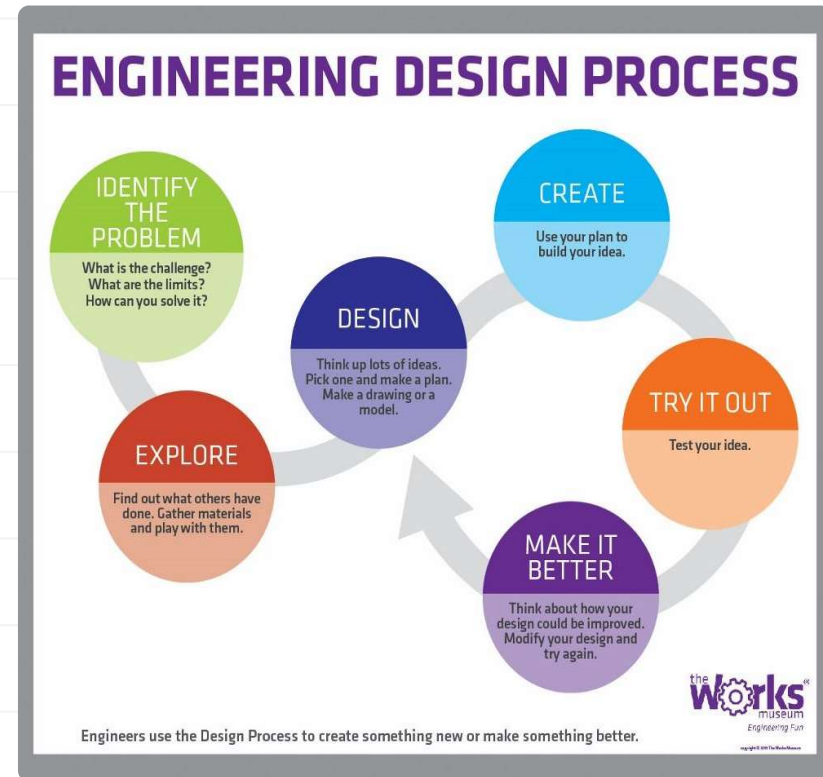 ENGINEERING DESIGN PROCESS
IDENTIFY
THE
PROBLEM
What is the challenge?
What are the limits?
How can you solve it?
EXPLORE
Find out what others have
done. Gather materials
and play with them.
DESIGN
Think up lots of ideas.
Pick one and make a plan.
Make a drawing or a
model.
CREATE
Use your plan to
build your idea.
TRY IT OUT
Test your idea.
MAKE IT
BETTER
Think about how your
design could be improved.
Modify your design and
try again.
Engineers use the Design Process to create something new or make something better.
the
Works
museum
Engineering Fun